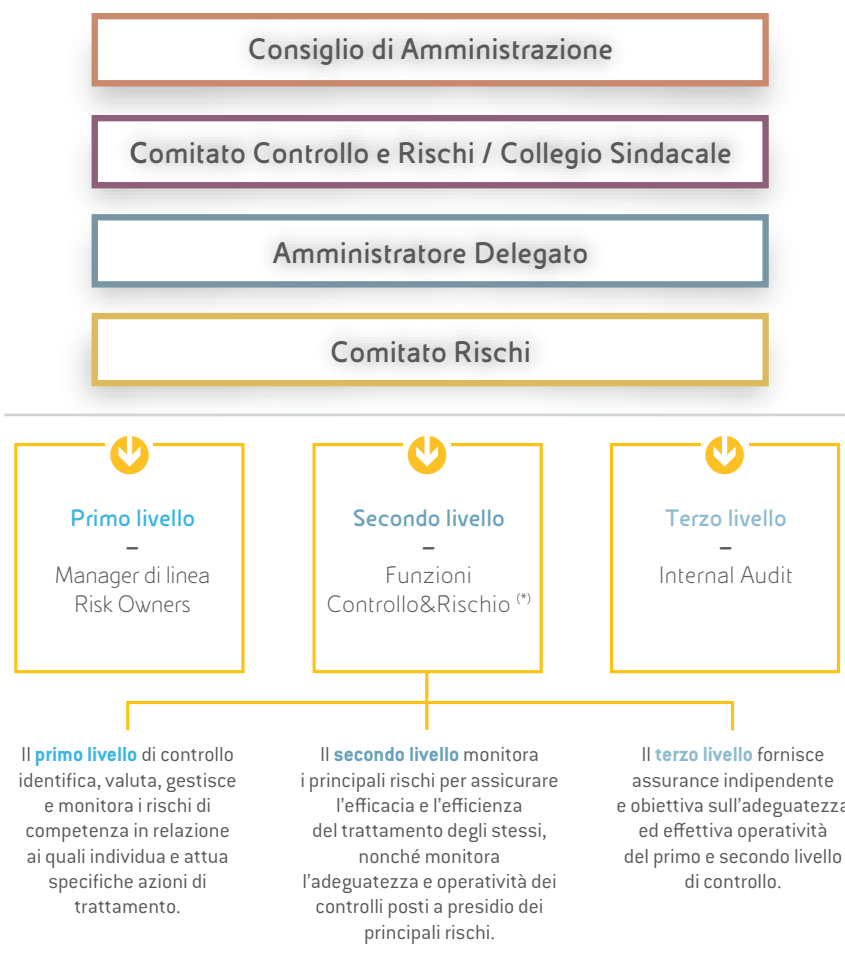 Consiglio di Amministrazione
Comitato Controllo e Rischi / Collegio Sindacale
Amministratore Delegato
Comitato Rischi
Primo livello
–
Manager di linea
Risk Owners
Secondo livello
–
Funzioni
Controllo&Rischio (*)
Terzo livello
–
Internal Audit
Il primo livello di controllo
identifica, valuta, gestisce
e monitora i rischi di
competenza in relazione
ai quali individua e attua
specifiche azioni di
trattamento.
Il secondo livello monitora
i principali rischi per assicurare
l'efficacia e l'efficienza
del trattamento degli stessi,
nonché monitora
l'adeguatezza e operatività dei
controlli posti a presidio dei
principali rischi.
Il terzo livello fornisce
assurance indipendente
e obiettiva sull'adeguatezza
ed effettiva operatività
del primo e secondo livello
di controllo.